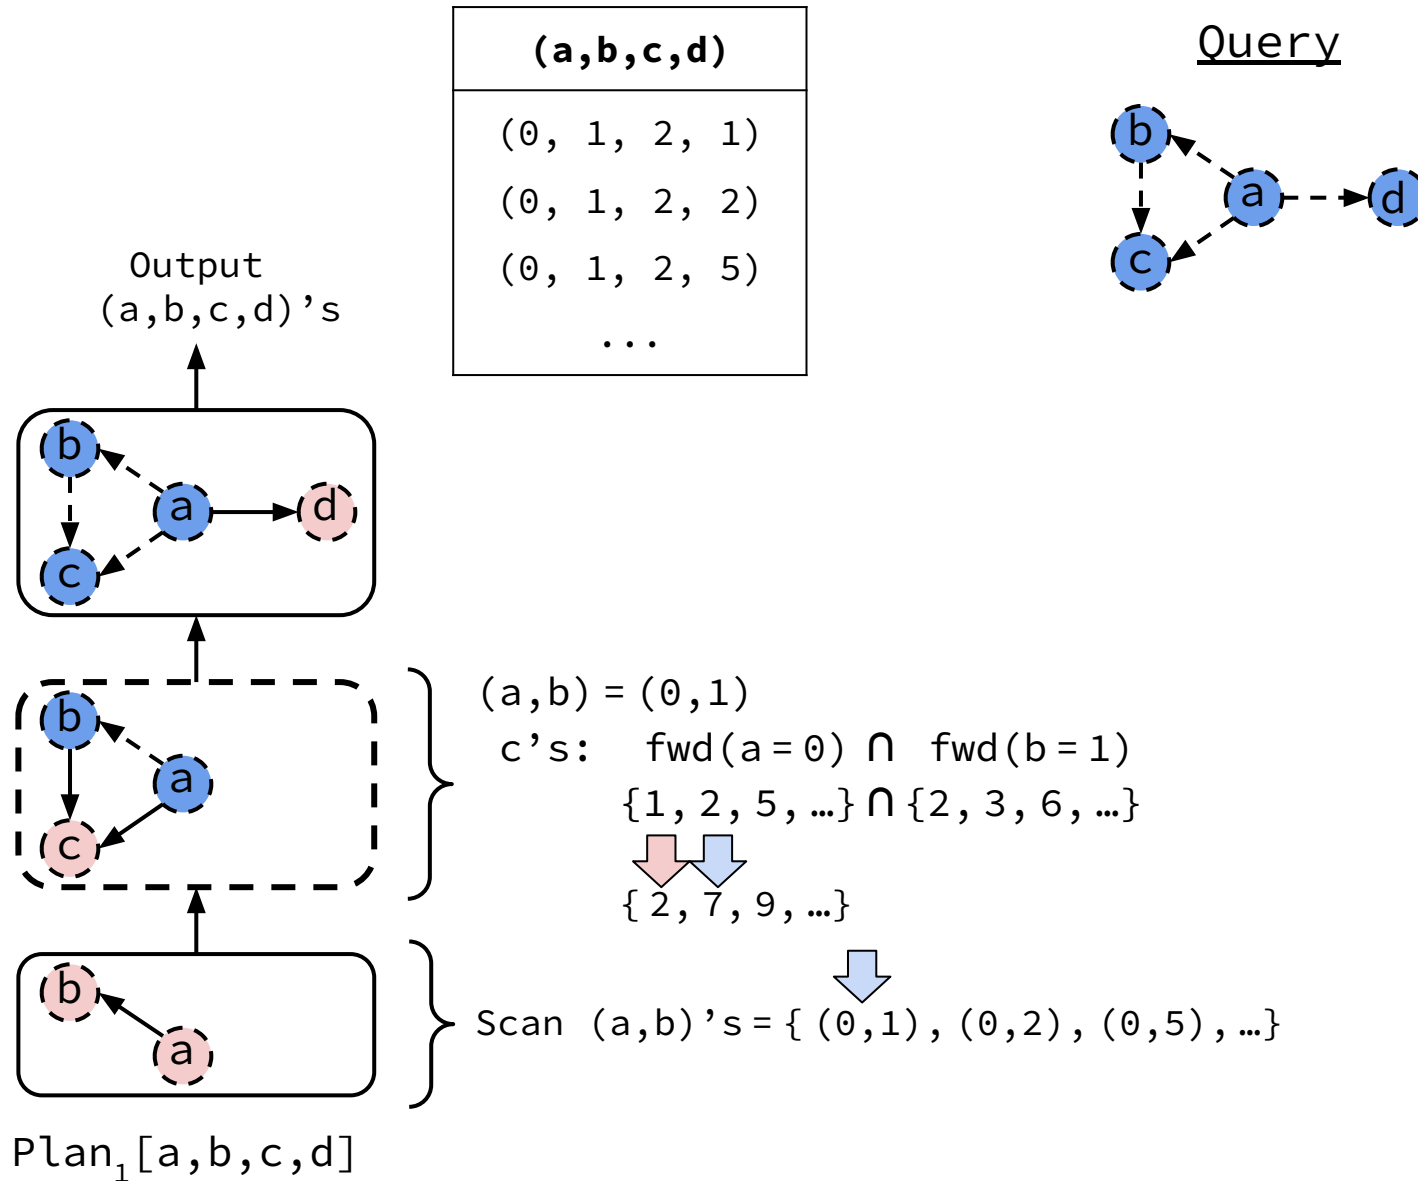 (a,b,c,d)
(0, 1, 2, 1)
(0, 1, 2, 2)
(0, 1, 2, 5)
...
Query
b
a
d
c
Output
(a,b,c,d)’s
b
a
d
c
b
a
c
(a,b) = (0,1)
c’s: fwd(a = 0) ∩ fwd(b = 1)
{1, 2, 5, …} ∩ {2, 3, 6, …}
{ 2, 7, 9, …}
b
a
Scan (a,b)’s = { (0,1), (0,2), (0,5), …}
Plan₁[a,b,c,d]